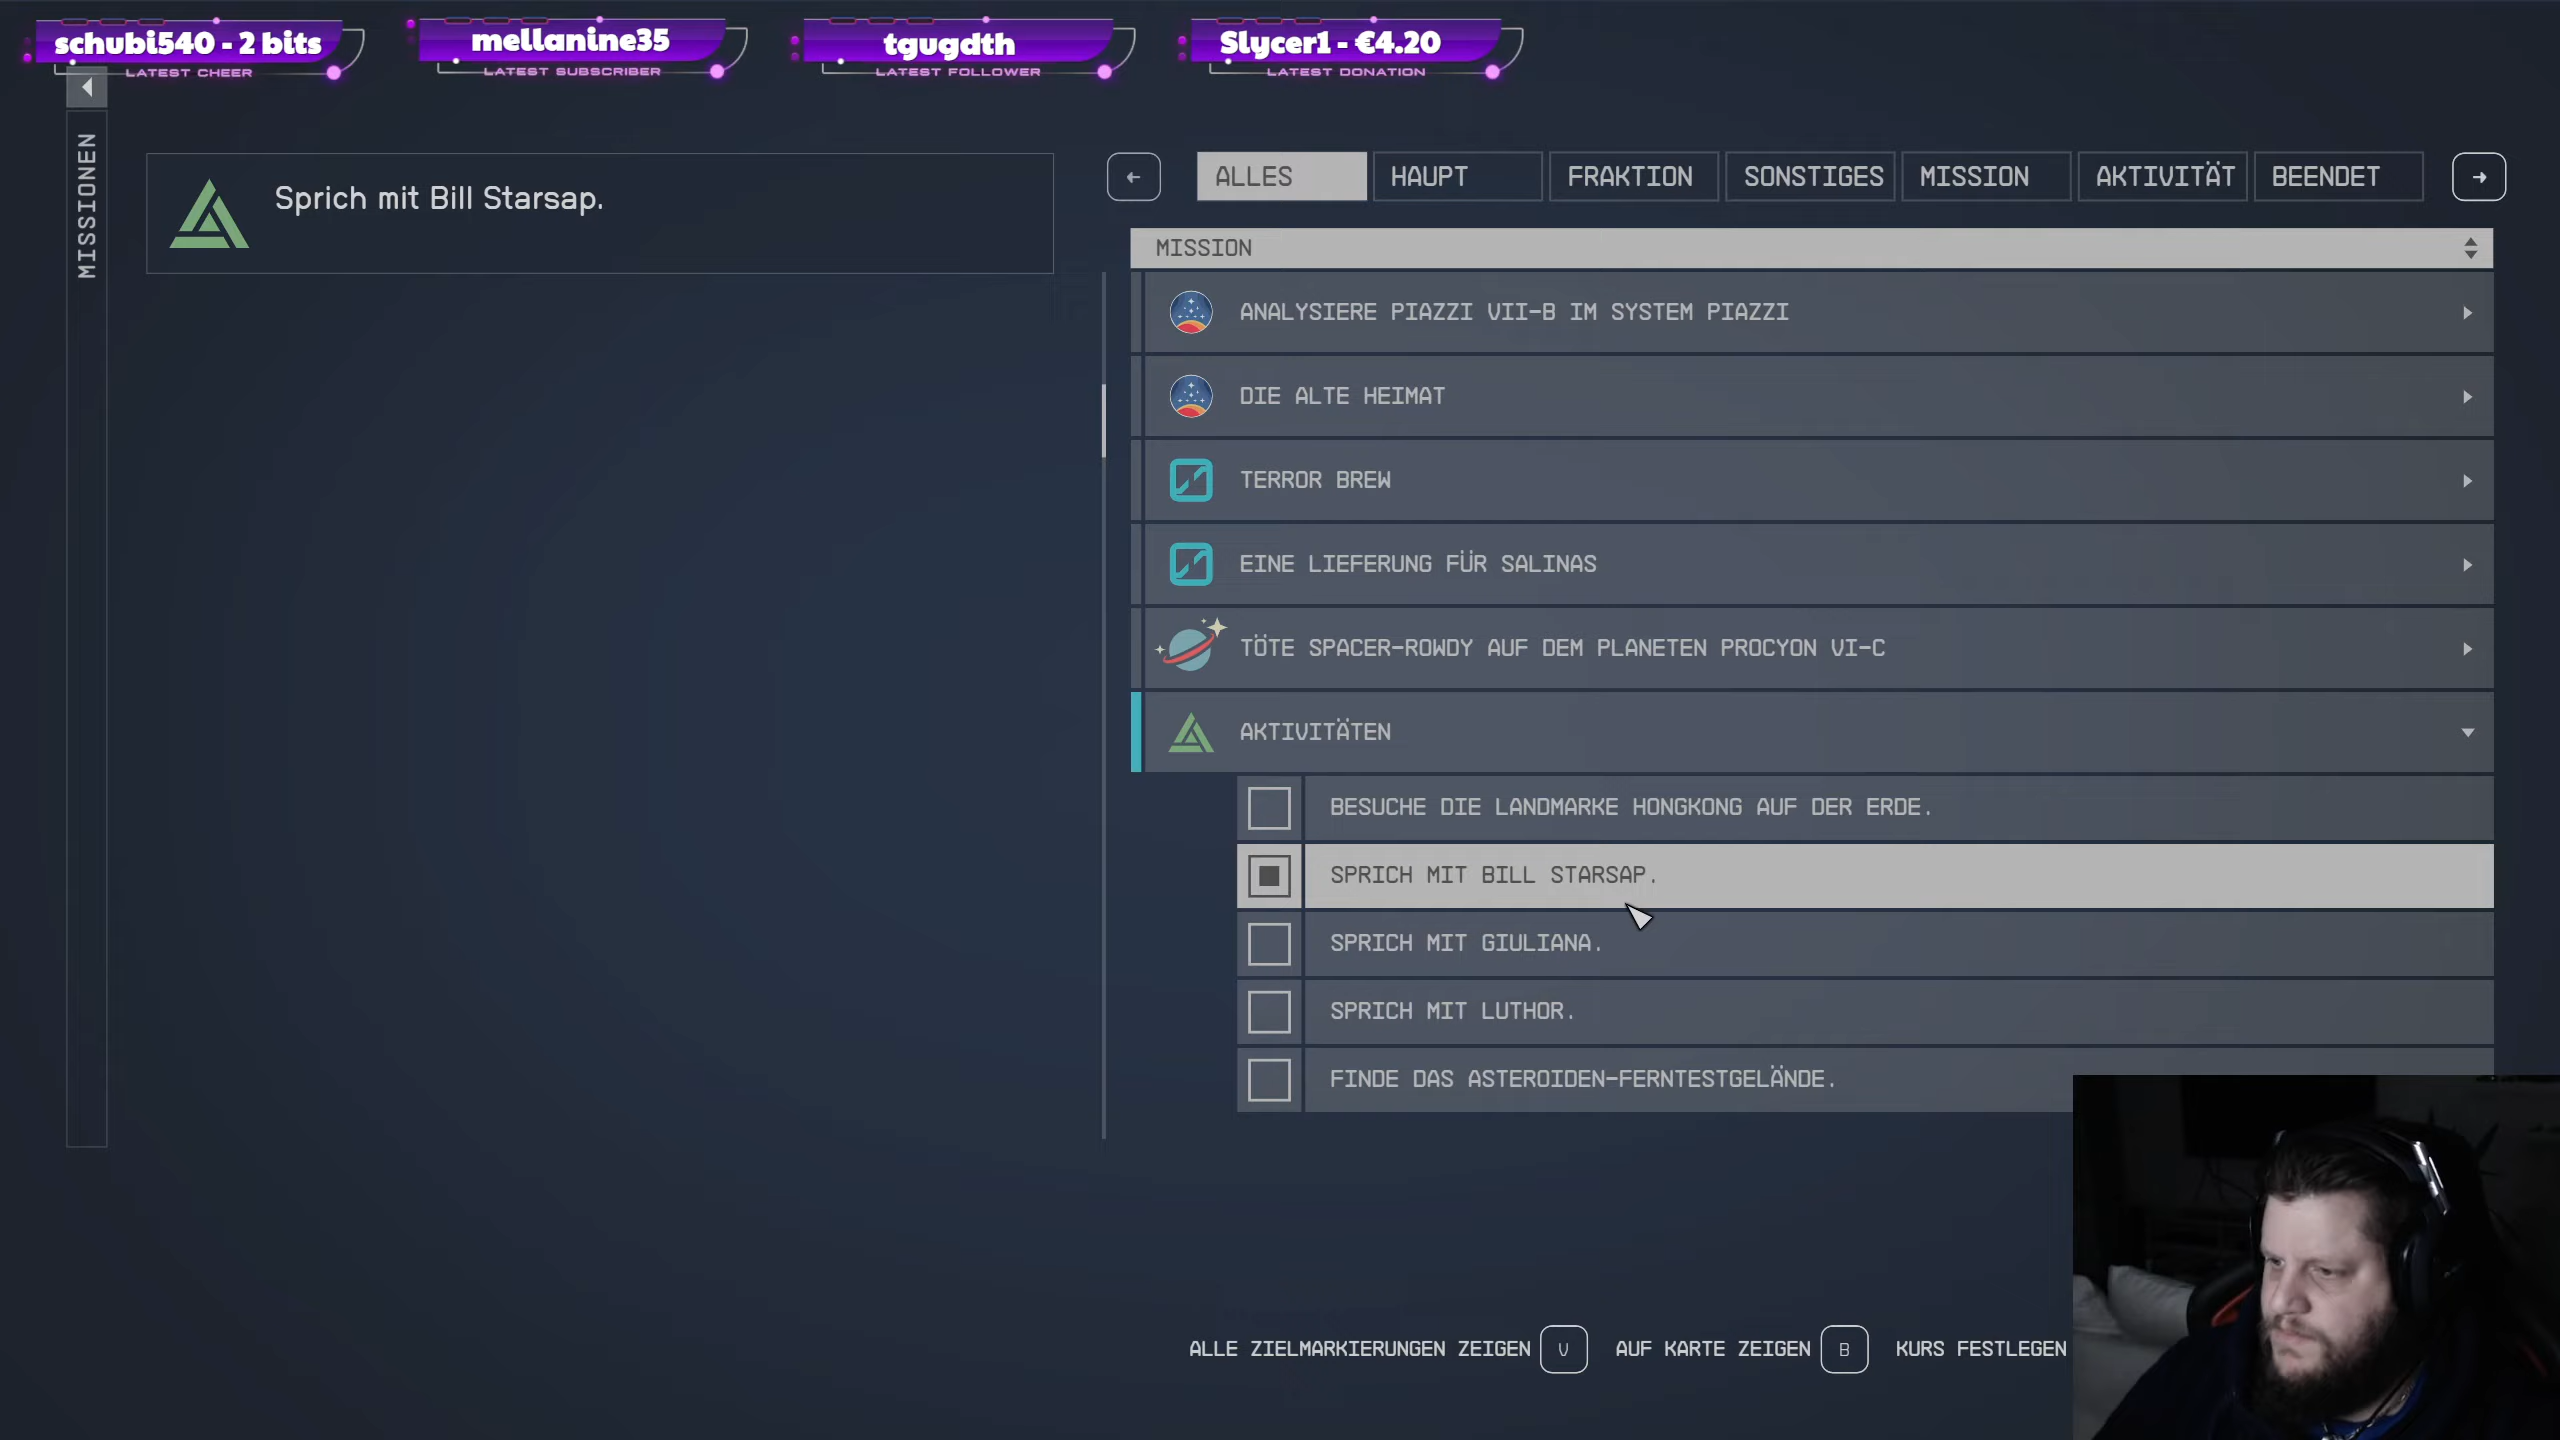 schubi540 - 2 bits
LATEST CHEER
mellanine35
LATEST SUBSCRIBER
tgugdth
LATEST FOLLOWER
Slycer1 - €4.20
LATEST DONATION
MISSIONEN
Sprich mit Bill Starsap.
ALLES
HAUPT
FRAKTION
SONSTIGES
MISSION
AKTIVITÄT
BEENDET
MISSION
ANALYSIERE PIAZZI VII-B IM SYSTEM PIAZZI
DIE ALTE HEIMAT
TERROR BREW
EINE LIEFERUNG FÜR SALINAS
TÖTE SPACER-ROWDY AUF DEM PLANETEN PROCYON VI-C
AKTIVITÄTEN
BESUCHE DIE LANDMARKE HONGKONG AUF DER ERDE.
SPRICH MIT BILL STARSAP.
SPRICH MIT GIULIANA.
SPRICH MIT LUTHOR.
FINDE DAS ASTEROIDEN-FERNTESTGELÄNDE.
ALLE ZIELMARKIERUNGEN ZEIGEN V AUF KARTE ZEIGEN B KURS FESTLEGEN